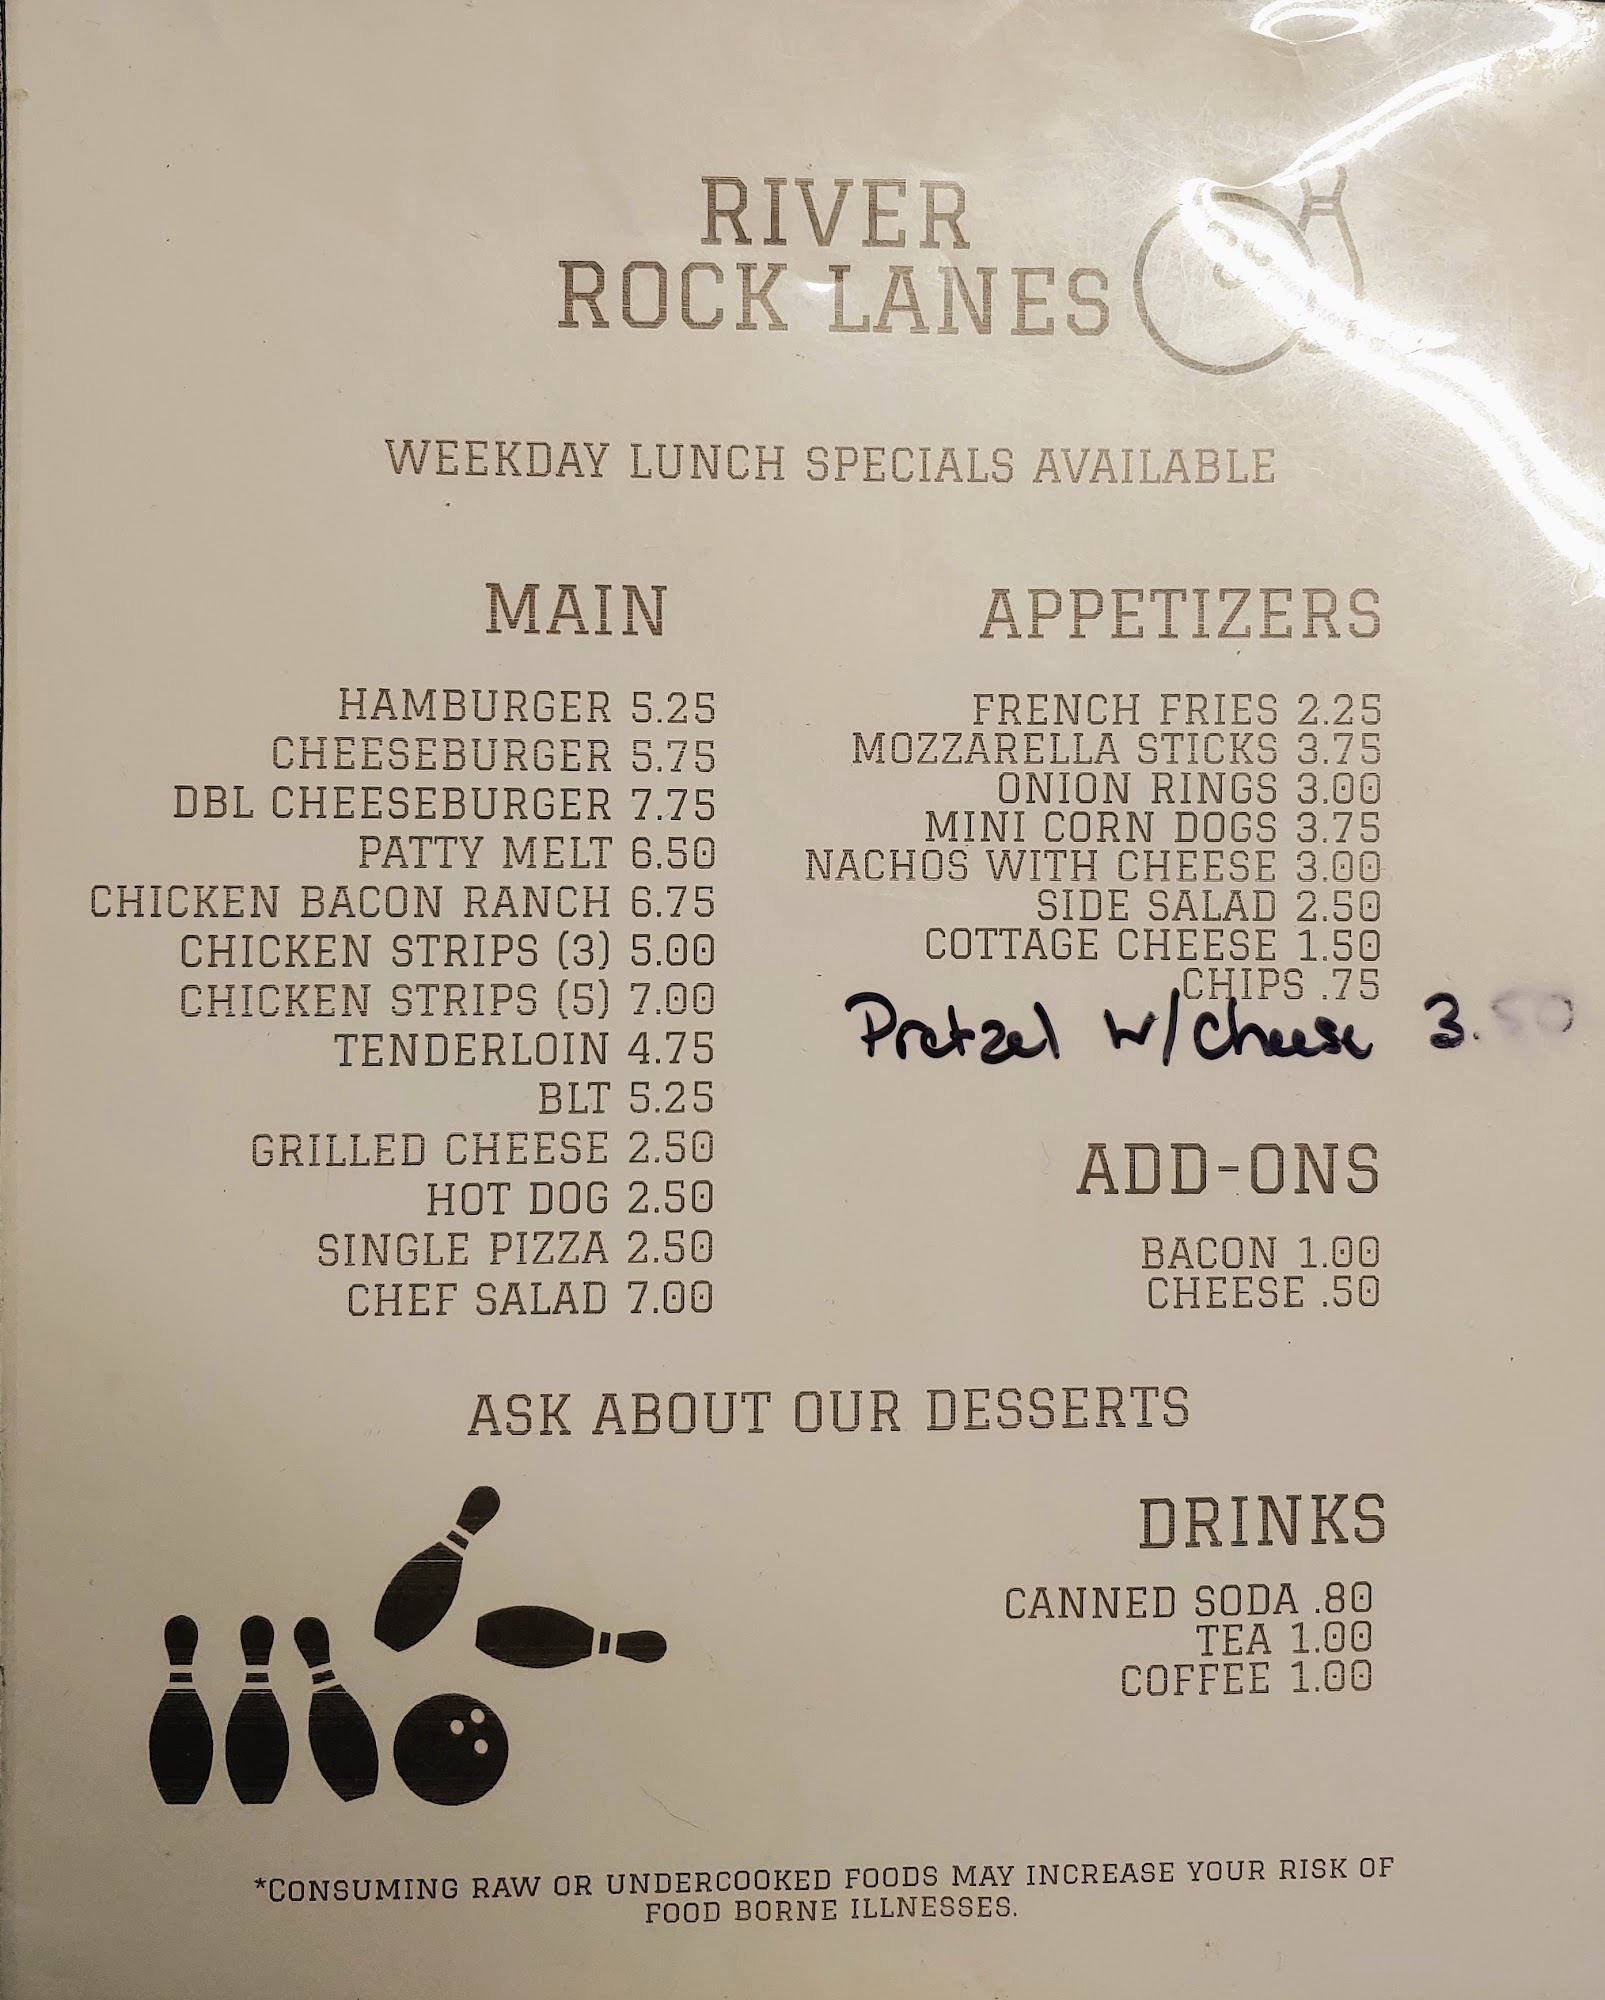 RIVER
ROCK LANES
WEEKDAY LUNCH SPECIALS AVAILABLE
MAIN
HAMBURGER 5.25
CHEESEBURGER 5.75
DBL CHEESEBURGER 7.75
PATTY MELT 6.50
CHICKEN BACON RANCH 6.75
CHICKEN STRIPS (3) 5.00
CHICKEN STRIPS (5) 7.00
TENDERLOIN 4.75
BLT 5.25
GRILLED CHEESE 2.50
HOT DOG 2.50
SINGLE PIZZA 2.50
CHEF SALAD 7.00
APPETIZERS
FRENCH FRIES 2.25
MOZZARELLA STICKS 3.75
ONION RINGS 3.00
MINI CORN DOGS 3.75
NACHOS WITH CHEESE 3.00
SIDE SALAD 2.50
COTTAGE CHEESE 1.50
CHIPS .75
Pretzel w/cheese 3.50
ADD-ONS
BACON 1.00
CHEESE .50
ASK ABOUT OUR DESSERTS
DRINKS
CANNED SODA .80
TEA 1.00
COFFEE 1.00
*CONSUMING RAW OR UNDERCOOKED FOODS MAY INCREASE YOUR RISK OF
FOOD BORNE ILLNESSES.